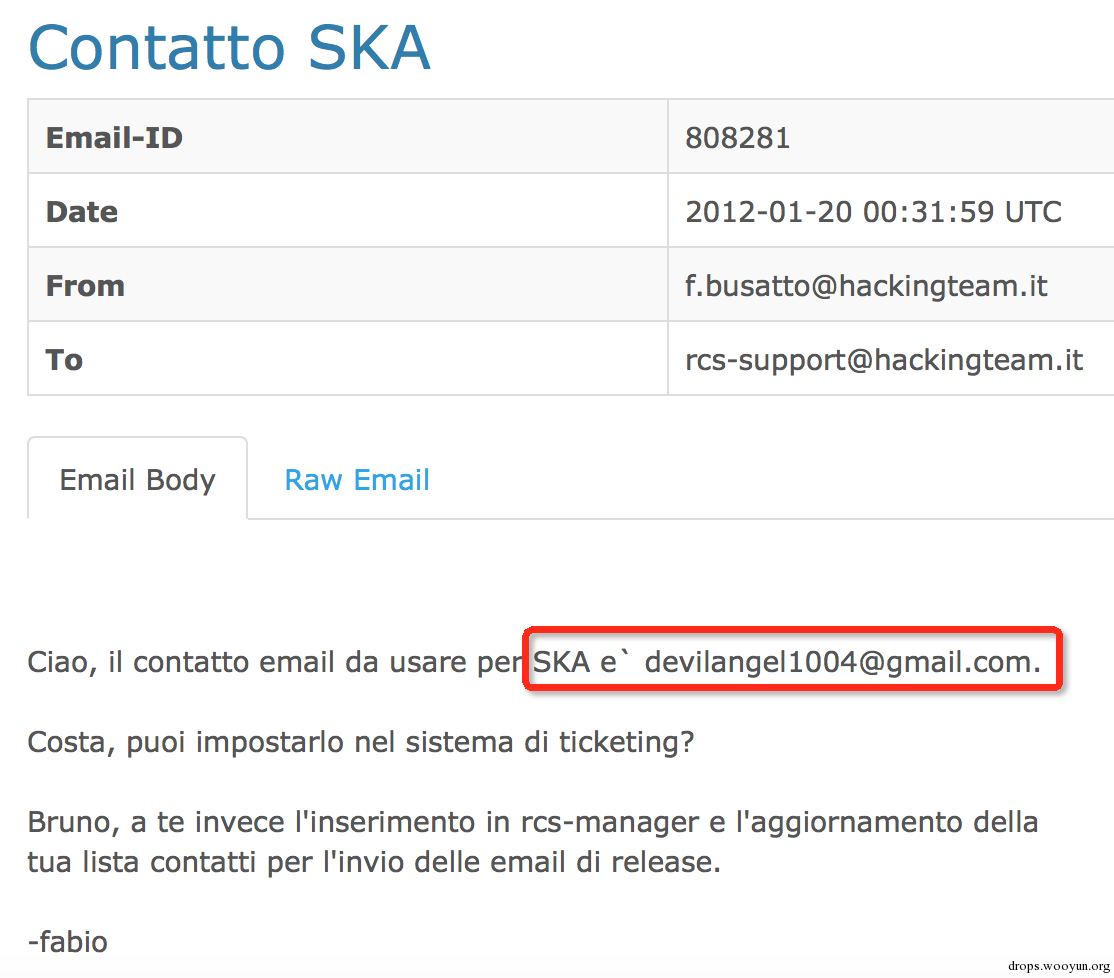 Contatto SKA
Email-ID 808281
Date 2012-01-20 00:31:59 UTC
From f.busatto@hackingteam.it
To rcs-support@hackingteam.it
Email Body Raw Email
Ciao, il contatto email da usare per SKA e` devilangel1004@gmail.com.
Costa, puoi impostarlo nel sistema di ticketing?
Bruno, a te invece l'inserimento in rcs-manager e l'aggiornamento della
tua lista contatti per l'invio delle email di release.
-fabio
drops.wooyun.org